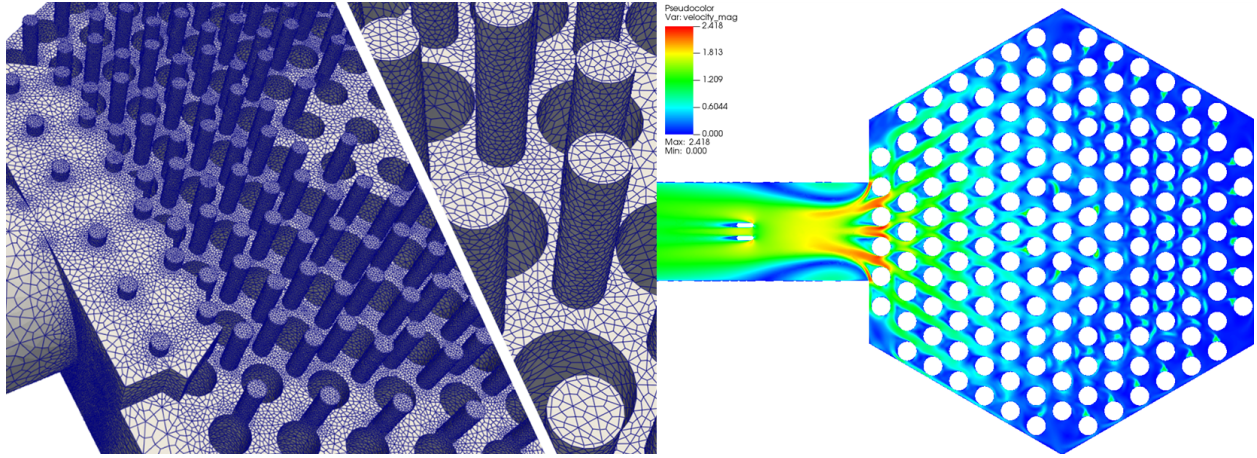 Pseudocolor
Var: velocity_mag
2.418
1.813
1.209
0.6044
0.000
Max: 2.418
Min: 0.000